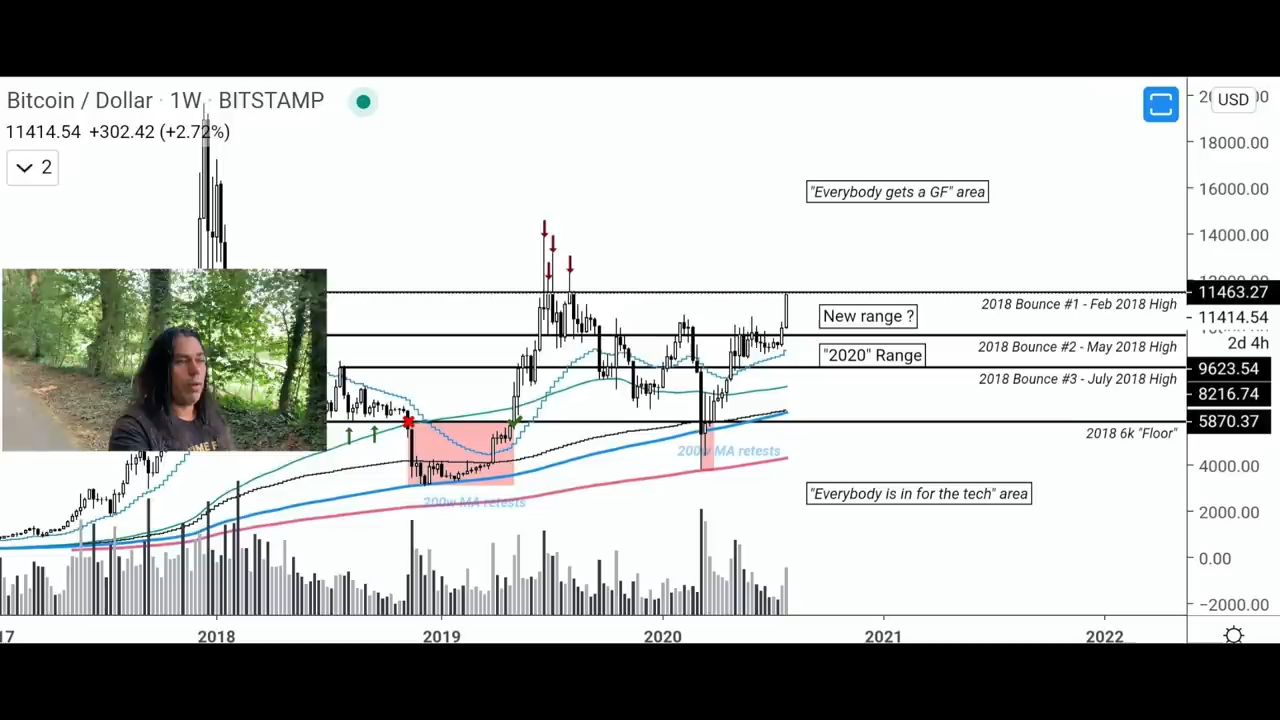 Bitcoin / Dollar · 1W · BITSTAMP
11414.54 +302.42 (+2.72%)
2
USD
18000.00
16000.00
14000.00
11463.27
11414.54
2d 4h
9623.54
8216.74
5870.37
4000.00
2000.00
0.00
−2000.00
"Everybody gets a GF" area
2018 Bounce #1 - Feb 2018 High
New range ?
2018 Bounce #2 - May 2018 High
"2020" Range
2018 Bounce #3 - July 2018 High
2018 6k "Floor"
200w MA retests
"Everybody is in for the tech" area
200w MA retests
17
2018
2019
2020
2021
2022